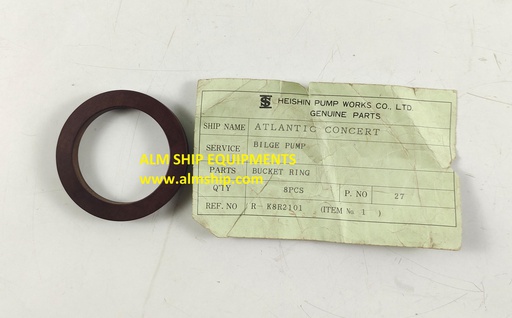 HEISHIN PUMP WORKS CO., LTD.
GENUINE PARTS
SHIP NAME ATLANTIC CONCERT
SERVICE BILGE PUMP
PARTS BUCKET RING
Q'TY 8PCS P. NO 27
REF. NO R- K8R2101 (ITEM No 1 )
ALM SHIP EQUIPMENTS
www.almship.com